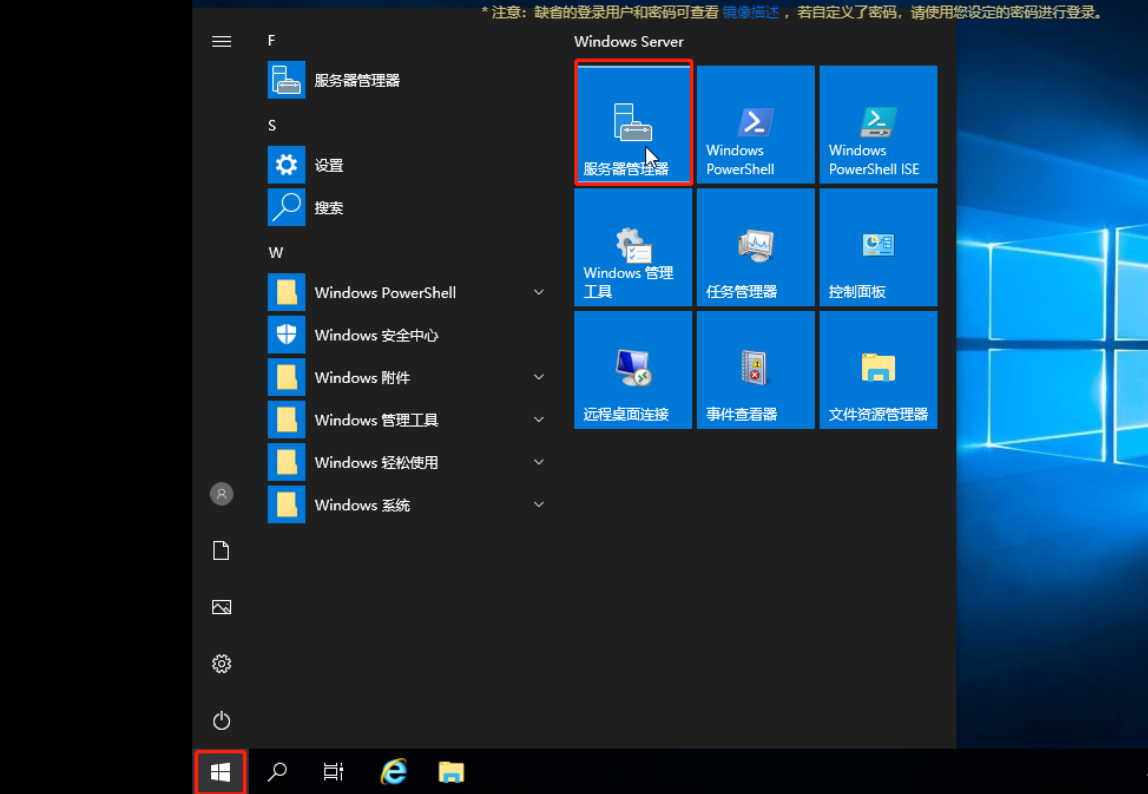 * 注意：缺省的登录用户和密码可查看 镜像描述 ，若自定义了密码，请使用您设定的密码进行登录。
F
服务器管理器
S
设置
搜索
W
Windows PowerShell
Windows 安全中心
Windows 附件
Windows 管理工具
Windows 轻松使用
Windows 系统
Windows Server
服务器管理器
Windows
PowerShell
Windows
PowerShell ISE
Windows 管理
工具
任务管理器
控制面板
远程桌面连接
事件查看器
文件资源管理器